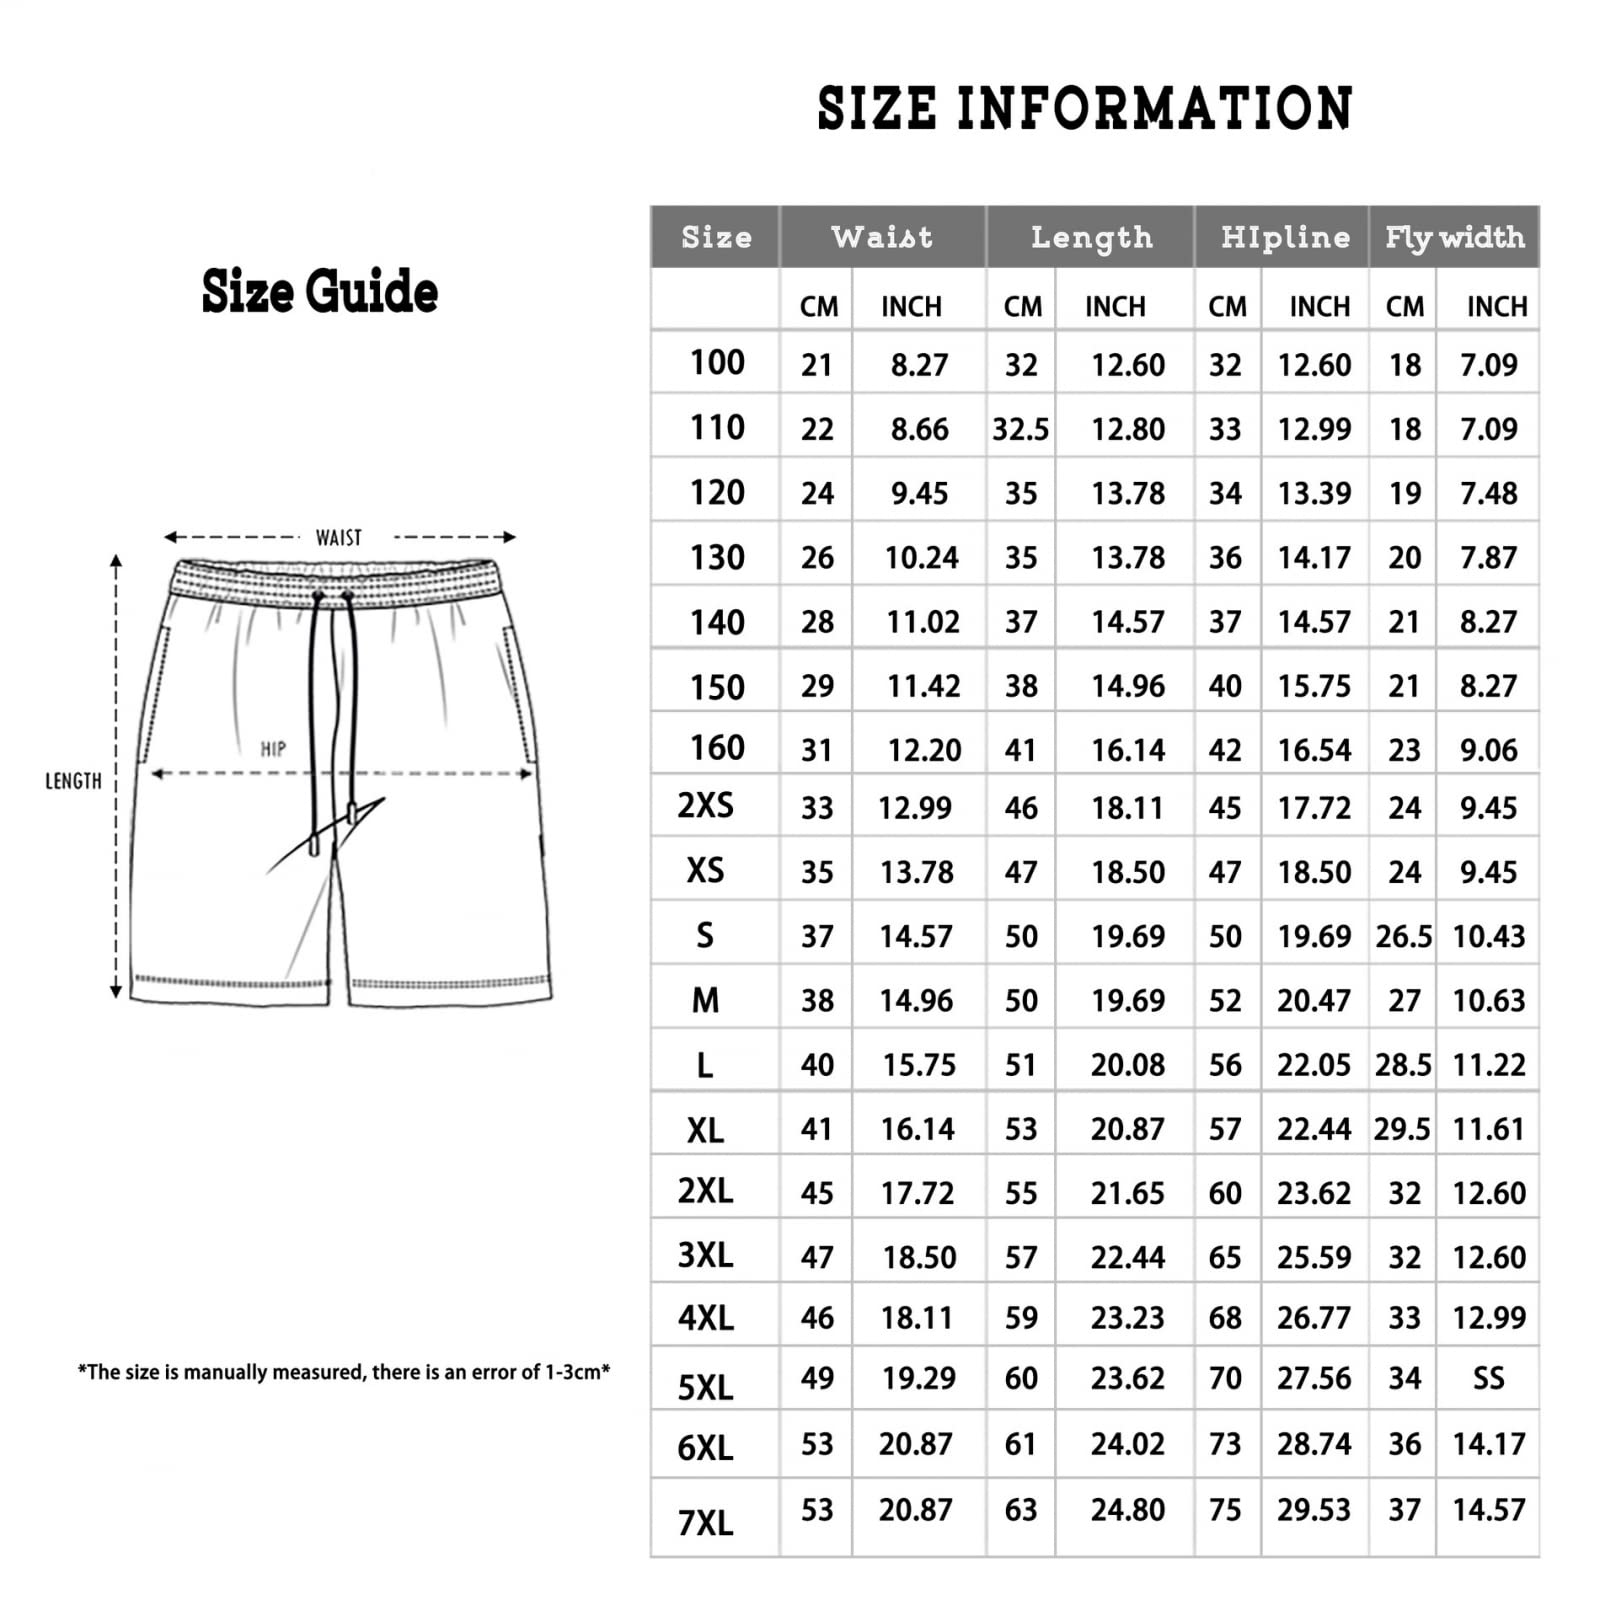 SIZE INFORMATION
Size Guide
WAIST
HIP
LENGTH
*The size is manually measured, there is an error of 1-3cm*
Size Waist Length HIpline Fly width
CM INCH CM INCH CM INCH CM INCH
100 21 8.27 32 12.60 32 12.60 18 7.09
110 22 8.66 32.5 12.80 33 12.99 18 7.09
120 24 9.45 35 13.78 34 13.39 19 7.48
130 26 10.24 35 13.78 36 14.17 20 7.87
140 28 11.02 37 14.57 37 14.57 21 8.27
150 29 11.42 38 14.96 40 15.75 21 8.27
160 31 12.20 41 16.14 42 16.54 23 9.06
2XS 33 12.99 46 18.11 45 17.72 24 9.45
XS 35 13.78 47 18.50 47 18.50 24 9.45
S 37 14.57 50 19.69 50 19.69 26.5 10.43
M 38 14.96 50 19.69 52 20.47 27 10.63
L 40 15.75 51 20.08 56 22.05 28.5 11.22
XL 41 16.14 53 20.87 57 22.44 29.5 11.61
2XL 45 17.72 55 21.65 60 23.62 32 12.60
3XL 47 18.50 57 22.44 65 25.59 32 12.60
4XL 46 18.11 59 23.23 68 26.77 33 12.99
5XL 49 19.29 60 23.62 70 27.56 34 SS
6XL 53 20.87 61 24.02 73 28.74 36 14.17
7XL 53 20.87 63 24.80 75 29.53 37 14.57